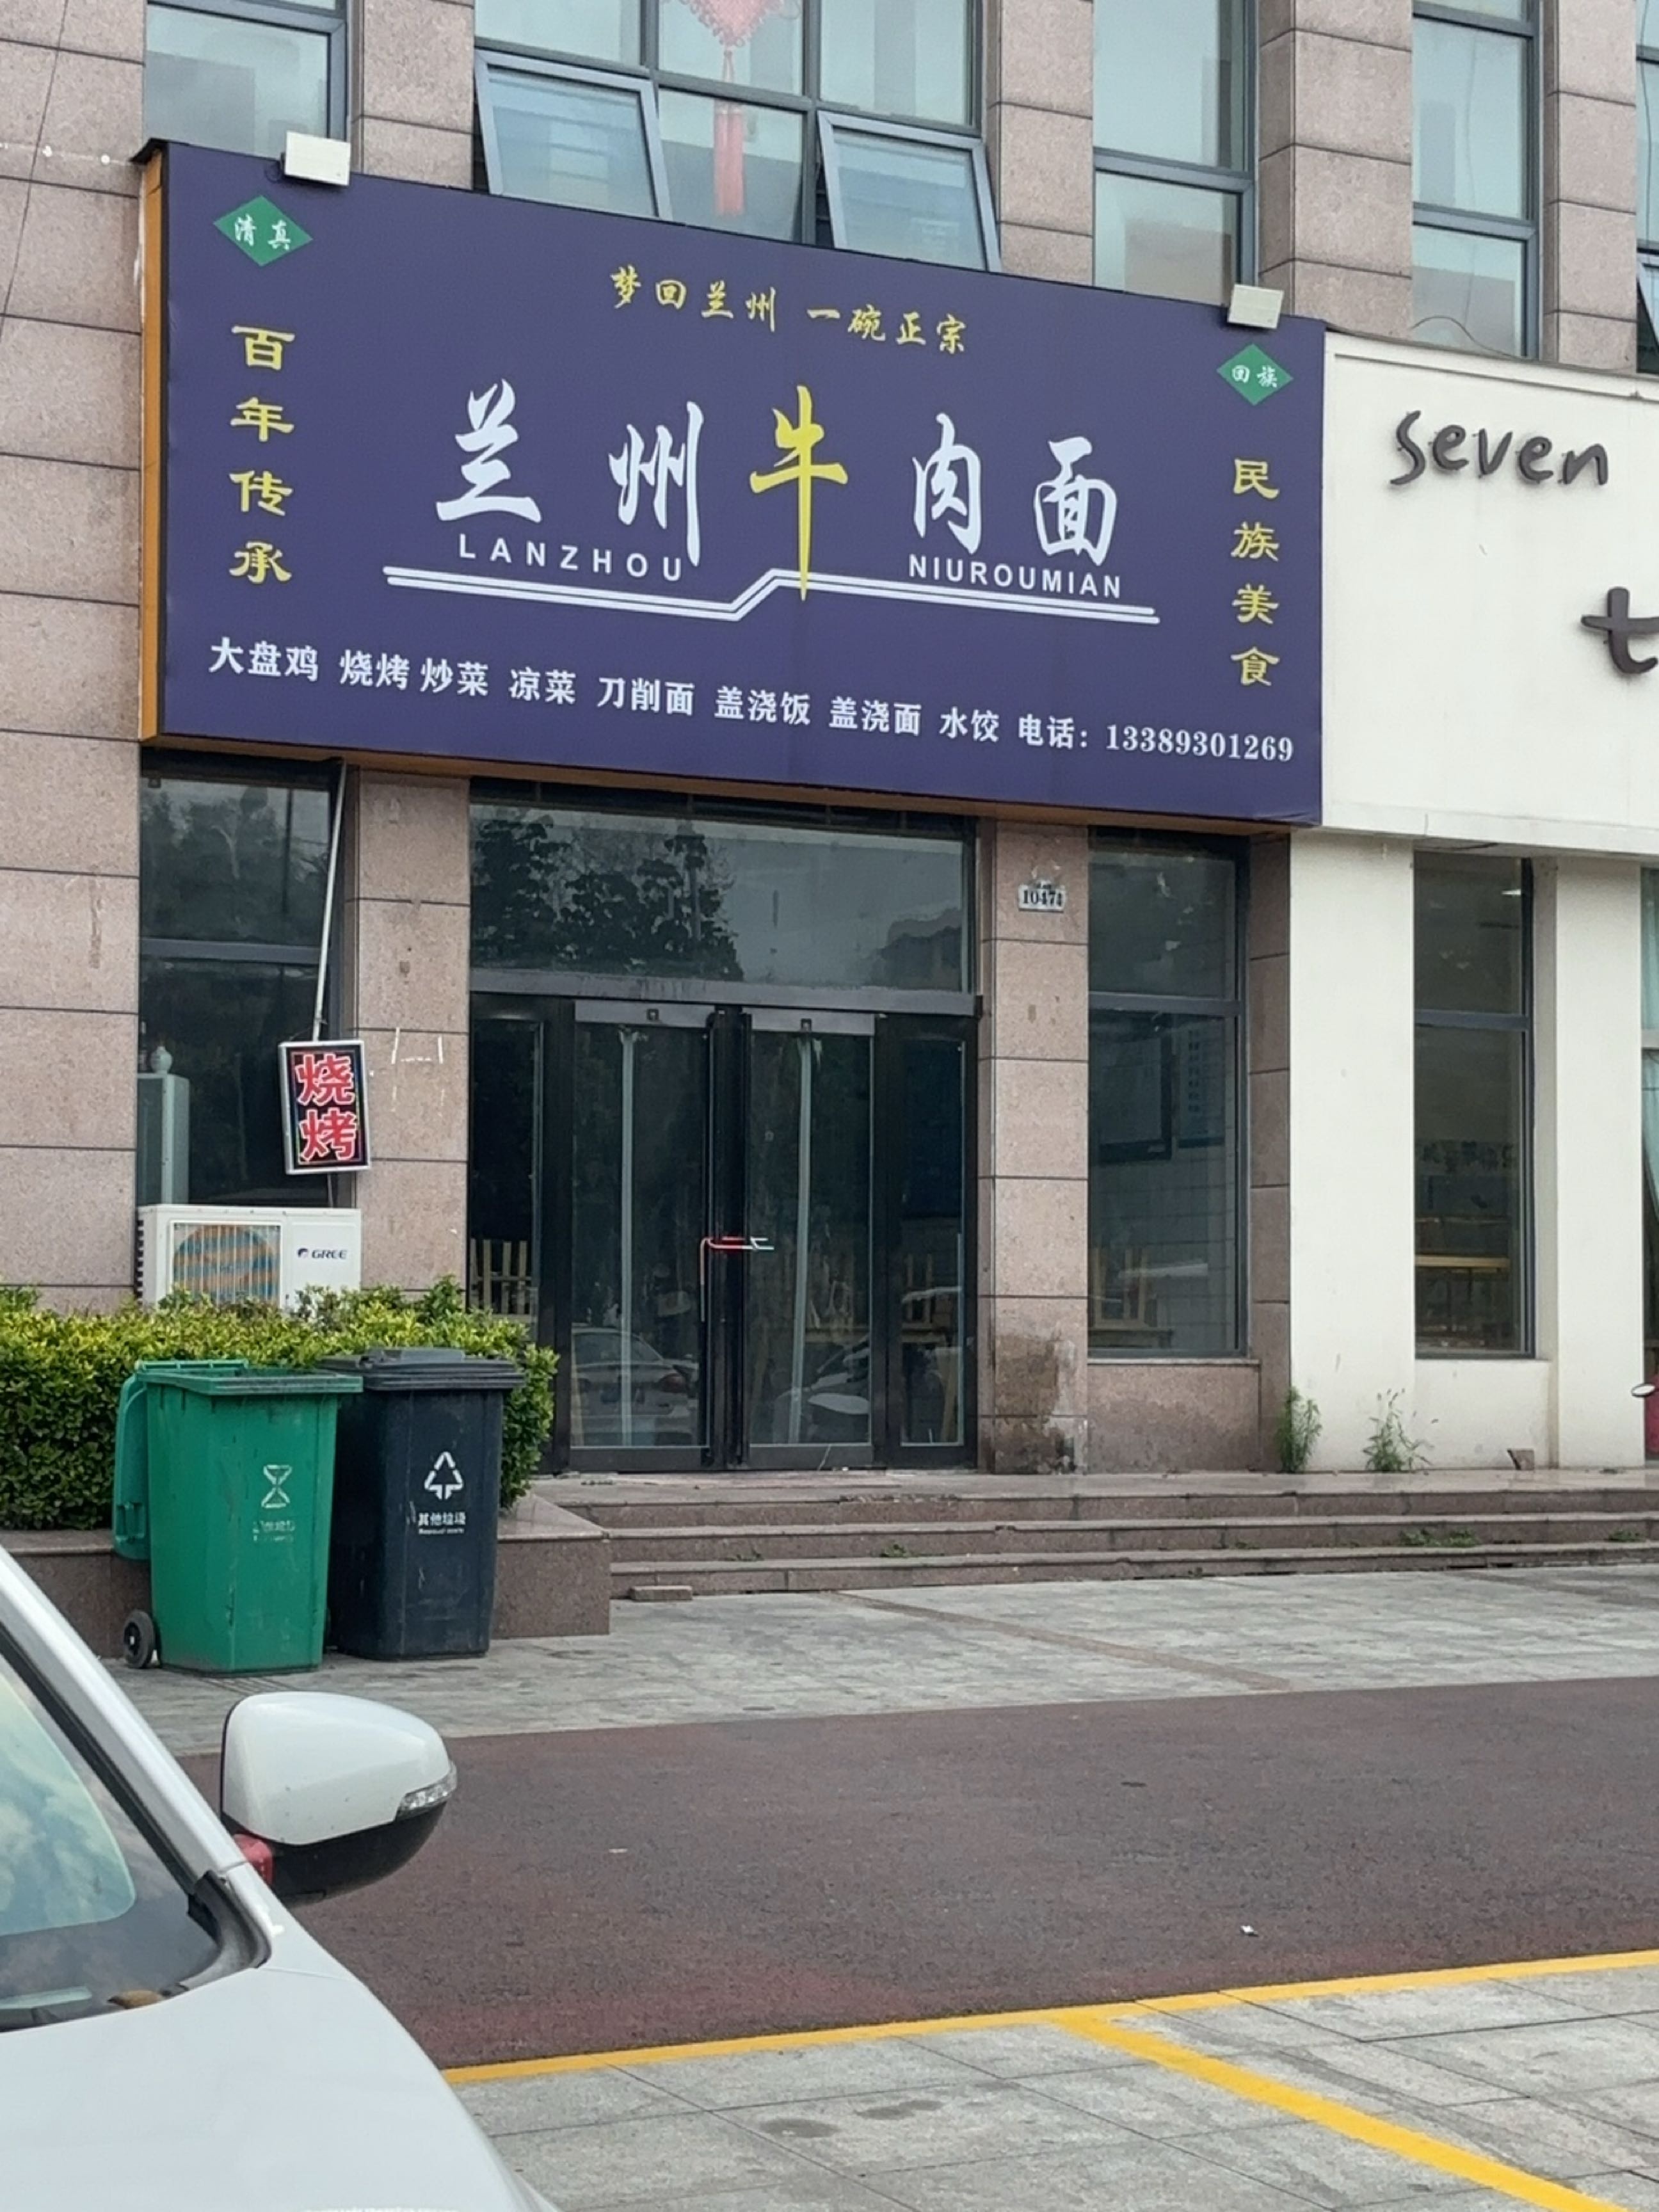 清真
梦回兰州 一碗正宗
回族
百年传承
兰州牛肉面
LANZHOU
NIUROUMIAN
民族美食
大盘鸡 烧烤 炒菜 凉菜 刀削面 盖浇饭 盖浇面 水饺 电话：13389301269
seven
t
烧烤
GREE
其他垃圾